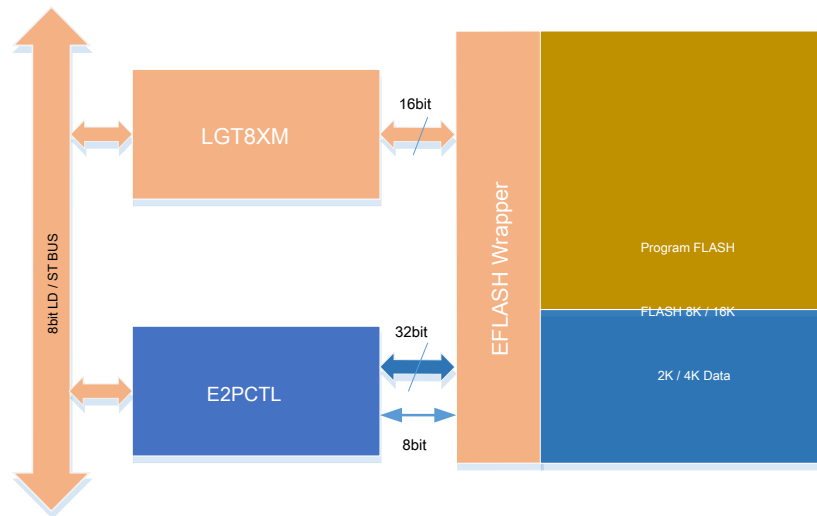 16bit
LGT8XM
8bit LD / ST BUS
EFLASH Wrapper
Program FLASH
FLASH 8K / 16K
32bit
2K / 4K Data
E2PCTL
8bit